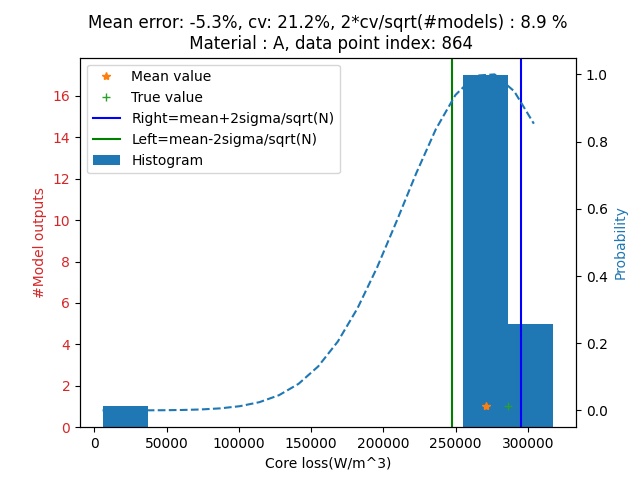 Mean error: -5.3%, cv: 21.2%, 2*cv/sqrt(#models) : 8.9 %
Material : A, data point index: 864
Mean value
True value
Right=mean+2sigma/sqrt(N)
Left=mean-2sigma/sqrt(N)
Histogram
#Model outputs
16
14
12
10
8
6
4
2
0
1.0
0.8
0.6
0.4
0.2
0.0
Probability
0 50000 100000 150000 200000 250000 300000
Core loss(W/m^3)